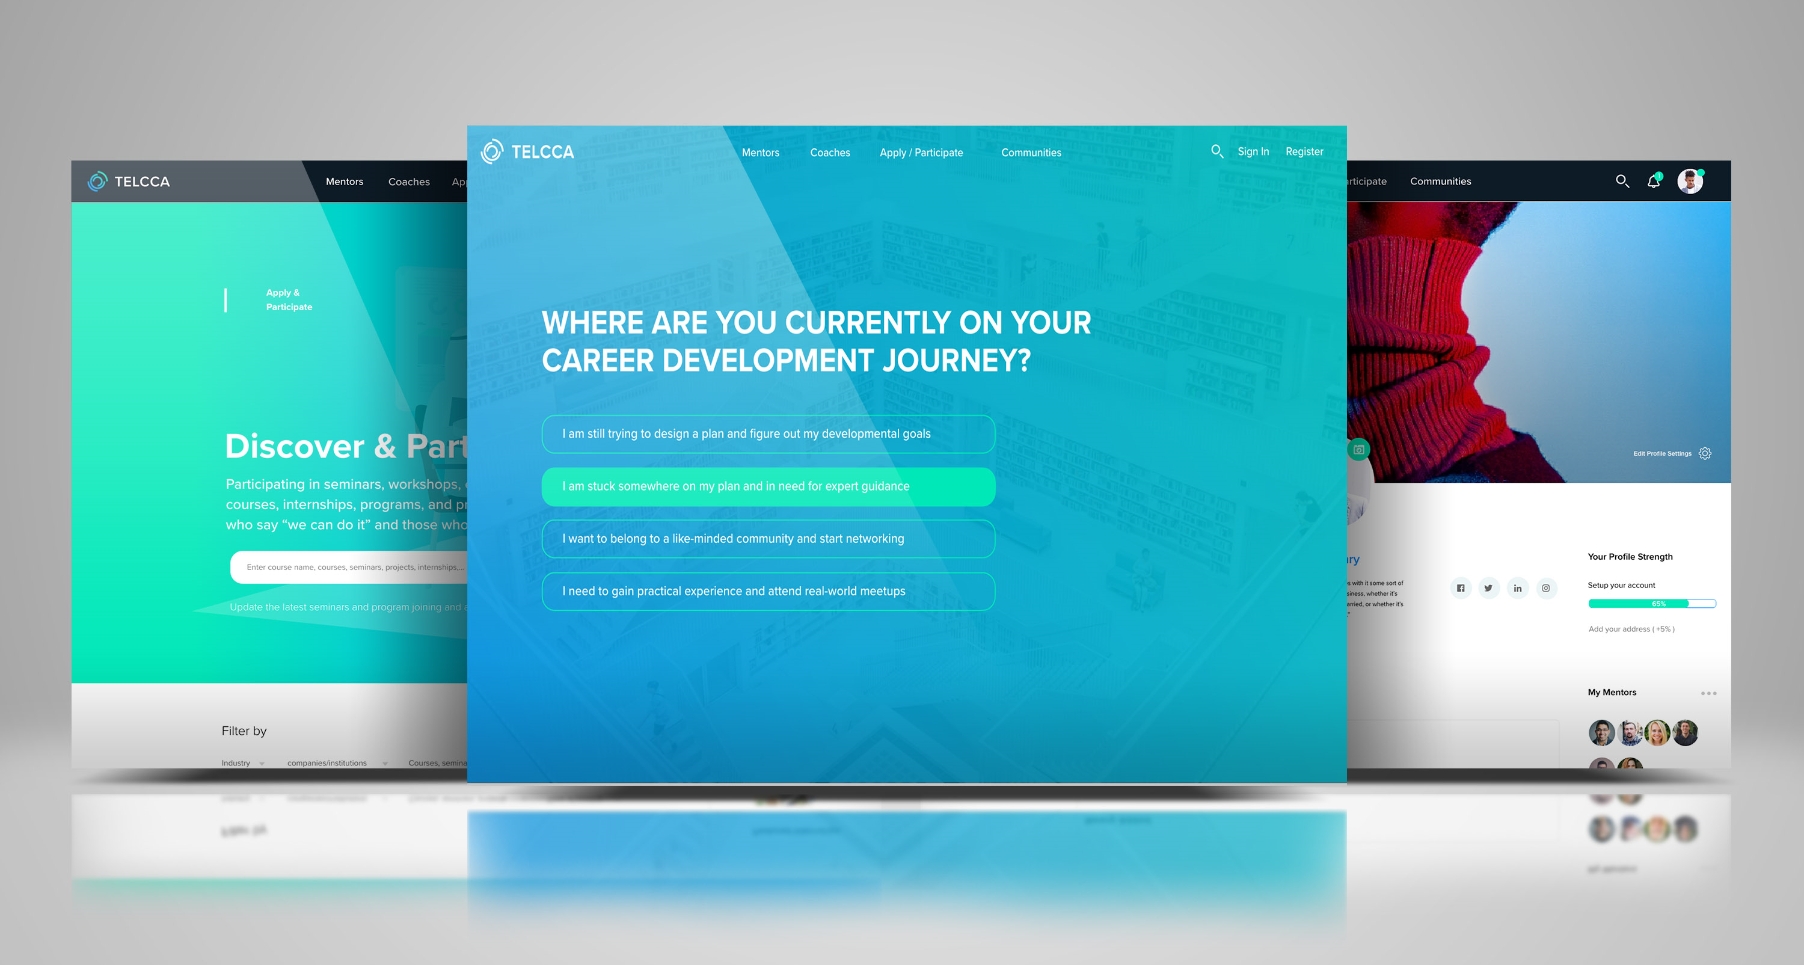 TELCCA
Mentors
Coaches
Apply / Participate
Communities
Sign In
Register
WHERE ARE YOU CURRENTLY ON YOUR
CAREER DEVELOPMENT JOURNEY?
I am still trying to design a plan and figure out my developmental goals
I am stuck somewhere on my plan and in need for expert guidance
I want to belong to a like-minded community and start networking
I need to gain practical experience and attend real-world meetups
TELCCA
Mentors
Coaches
Apply &
Participate
Discover &
Participating in seminars, workshops,
courses, internships, programs, and
who say “we can do it” and those who
Enter course name, courses, seminars, projects, internships....
Update the latest seminars and program joining and
Filter by
Industry
companies/institutions
Courses,
Communities
1
Edit Profile Settings
s with it some sort of
siness, whether it's
rried, or whether it's
Your Profile Strength
Setup your account
65%
Add your address ( +5% )
My Mentors